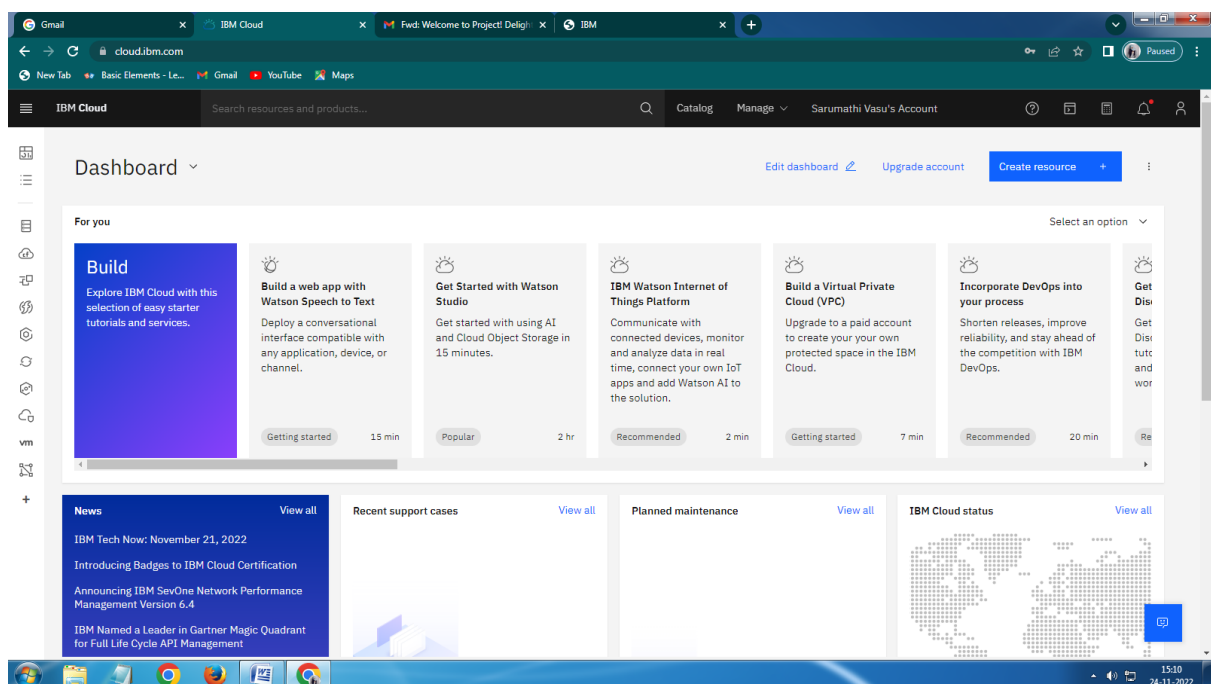 Gmail
IBM Cloud
Fwd: Welcome to Project! Deligh
IBM
cloud.ibm.com
Paused
New Tab
Basic Elements - Le...
Gmail
YouTube
Maps
IBM Cloud
Search resources and products...
Catalog
Manage
Sarumathi Vasu's Account
Dashboard
Edit dashboard
Upgrade account
Create resource +
For you
Select an option
Build
Explore IBM Cloud with this
selection of easy starter
tutorials and services.
Build a web app with
Watson Speech to Text
Deploy a conversational
interface compatible with
any application, device, or
channel.
Getting started
15 min
Get Started with Watson
Studio
Get started with using AI
and Cloud Object Storage in
15 minutes.
Popular
2 hr
IBM Watson Internet of
Things Platform
Communicate with
connected devices, monitor
and analyze data in real
time, connect your own IoT
apps and add Watson AI to
the solution.
Recommended
2 min
Build a Virtual Private
Cloud (VPC)
Upgrade to a paid account
to create your your own
protected space in the IBM
Cloud.
Getting started
7 min
Incorporate DevOps into
your process
Shorten releases, improve
reliability, and stay ahead of
the competition with IBM
DevOps.
Recommended
20 min
Get
Dis
Get
Dis
tuto
and
wor
Re
vm
News
View all
IBM Tech Now: November 21, 2022
Introducing Badges to IBM Cloud Certification
Announcing IBM SevOne Network Performance
Management Version 6.4
IBM Named a Leader in Gartner Magic Quadrant
for Full Life Cycle API Management
Recent support cases
View all
Planned maintenance
View all
IBM Cloud status
View all
15:10
24-11-2022